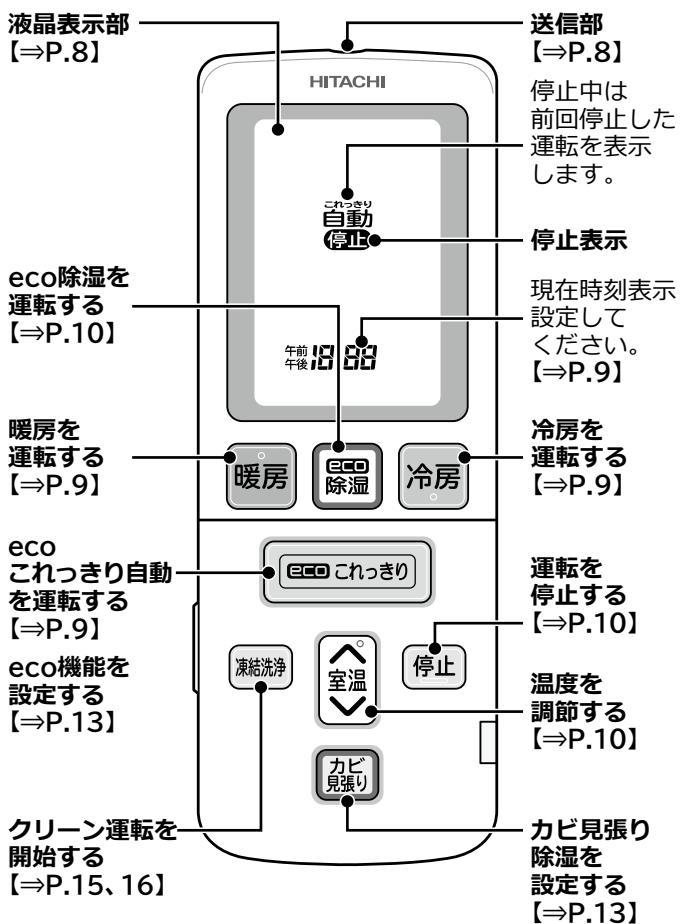 液晶表示部
【⇒P.8】
送信部
【⇒P.8】
HITACHI
停止中は
前回停止した
運転を表示
します。
これっきり
自動
停止
停止表示
eco除湿を
運転する
【⇒P.10】
現在時刻表示
設定して
ください。
【⇒P.9】
午前
午後 18:88
暖房を
運転する
【⇒P.9】
暖房
eco
除湿
冷房
冷房を
運転する
【⇒P.9】
eco
これっきり自動
を運転する
【⇒P.9】
eco機能を
設定する
【⇒P.13】
eco これっきり
運転を
停止する
【⇒P.10】
凍結洗浄
室温
停止
温度を
調節する
【⇒P.10】
カビ
見張り
クリーン運転を
開始する
【⇒P.15、16】
カビ見張り
除湿を
設定する
【⇒P.13】